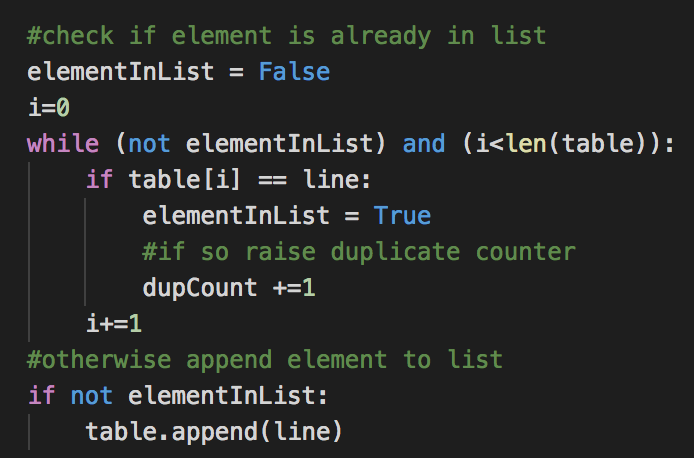 #check if element is already in list
elementInList = False
i=0
while (not elementInList) and (i<len(table)):
    if table[i] == line:
        elementInList = True
        #if so raise duplicate counter
        dupCount +=1
    i+=1
#otherwise append element to list
if not elementInList:
    table.append(line)